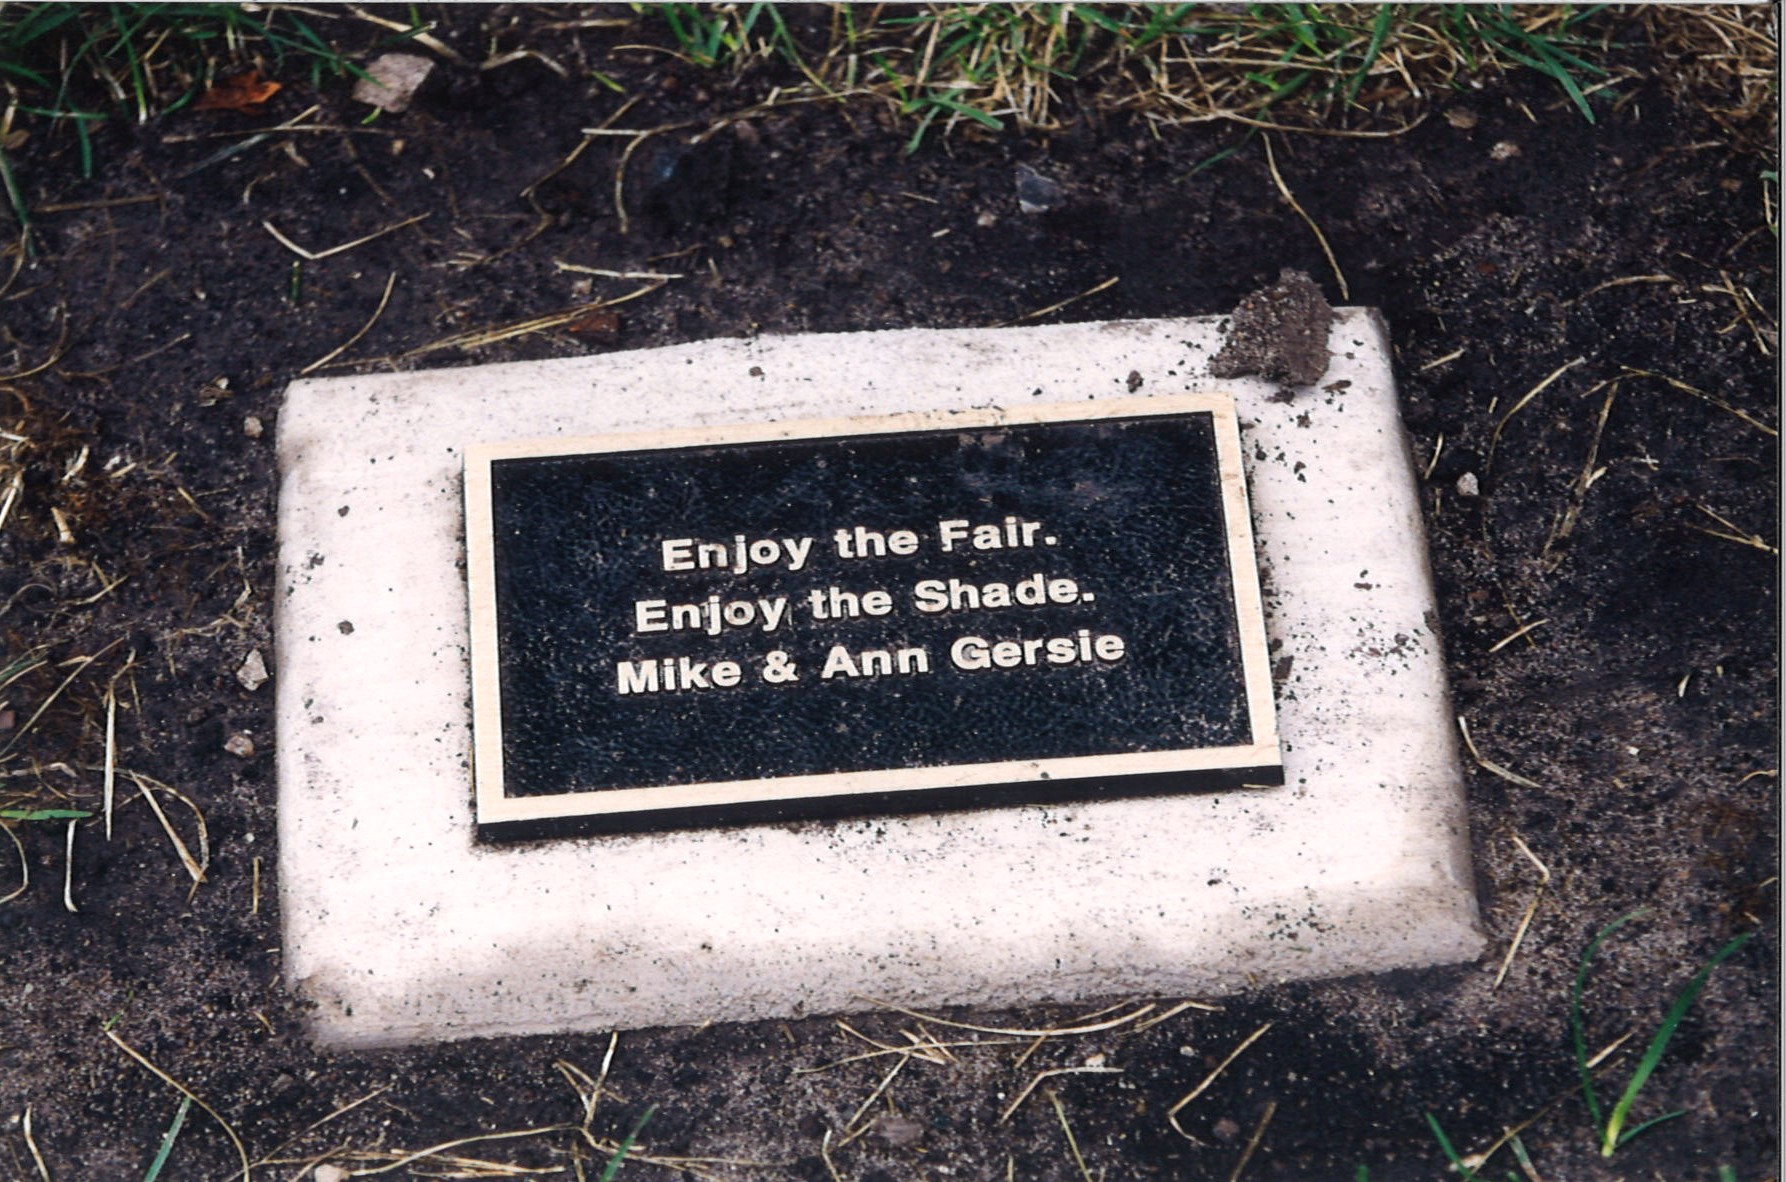 Enjoy the Fair.
Enjoy the Shade.
Mike & Ann Gersie